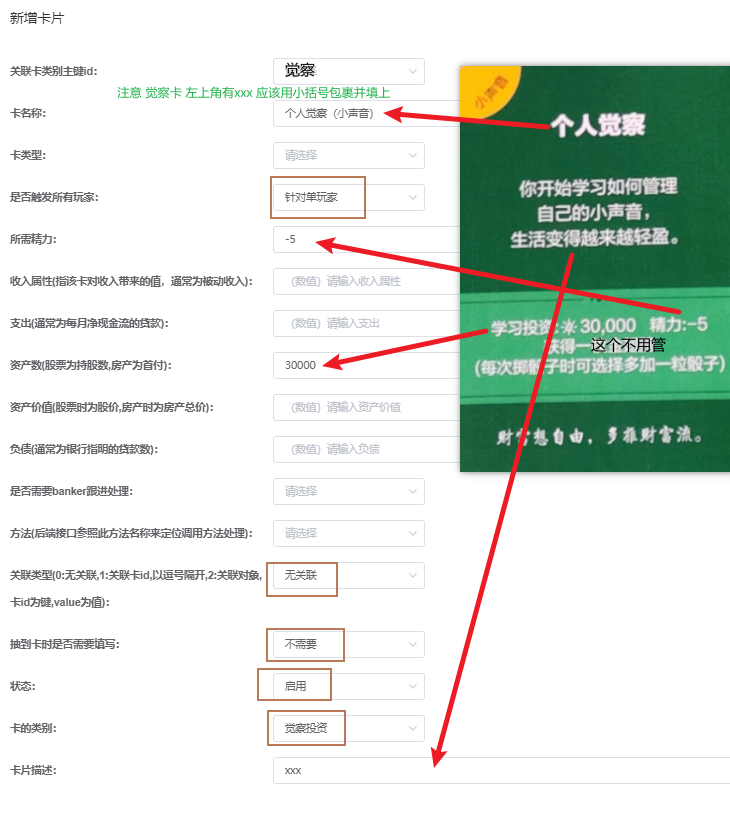 新增卡片
关联卡类别主键id:
觉察
注意 觉察卡 左上角有xxx 应该用小括号包裹并填上
卡名称:
个人觉察（小声音）
卡类型:
请选择
是否触发所有玩家:
针对单玩家
所需精力:
-5
收入属性(指该卡对收入带来的值，通常为被动收入):
(数值) 请输入收入属性
支出(通常为每月净现金流的贷款):
(数值) 请输入支出
资产数(股票为持股数,房产为首付):
30000
资产价值(股票时为股价,房产时为房产总价):
(数值) 请输入资产价值
负债(通常为银行指明的贷款数):
(数值) 请输入负债
是否需要banker跟进处理:
请选择
方法(后端接口参照此方法名称来定位调用方法处理):
请选择
关联类型(0:无关联,1:关联卡id,以逗号隔开,2:关联对象,
卡id为键,value为值):
无关联
抽到卡时是否需要填写:
不需要
状态:
启用
卡的类别:
觉察投资
卡片描述:
xxx
小声音
个人觉察
你开始学习如何管理
自己的小声音，
生活变得越来越轻盈。
学习投资:30,000 精力:-5
获得一
这个不用管
(每次掷骰子时可选择多加一粒骰子)
财富想自由，多推财富流。